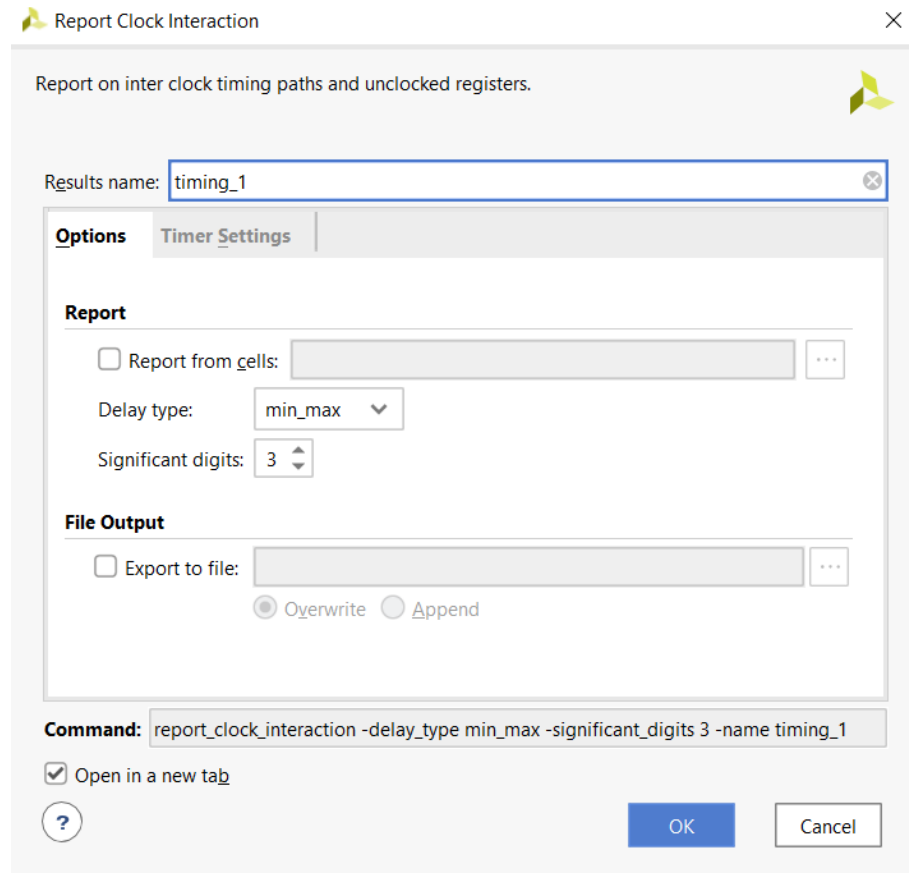 Report Clock Interaction
Report on inter clock timing paths and unclocked registers.
Results name: timing_1
Options Timer Settings
Report
Report from cells: ...
Delay type: min_max
Significant digits: 3
File Output
Export to file: ...
Overwrite Append
Command: report_clock_interaction -delay_type min_max -significant_digits 3 -name timing_1
Open in a new tab
? OK Cancel